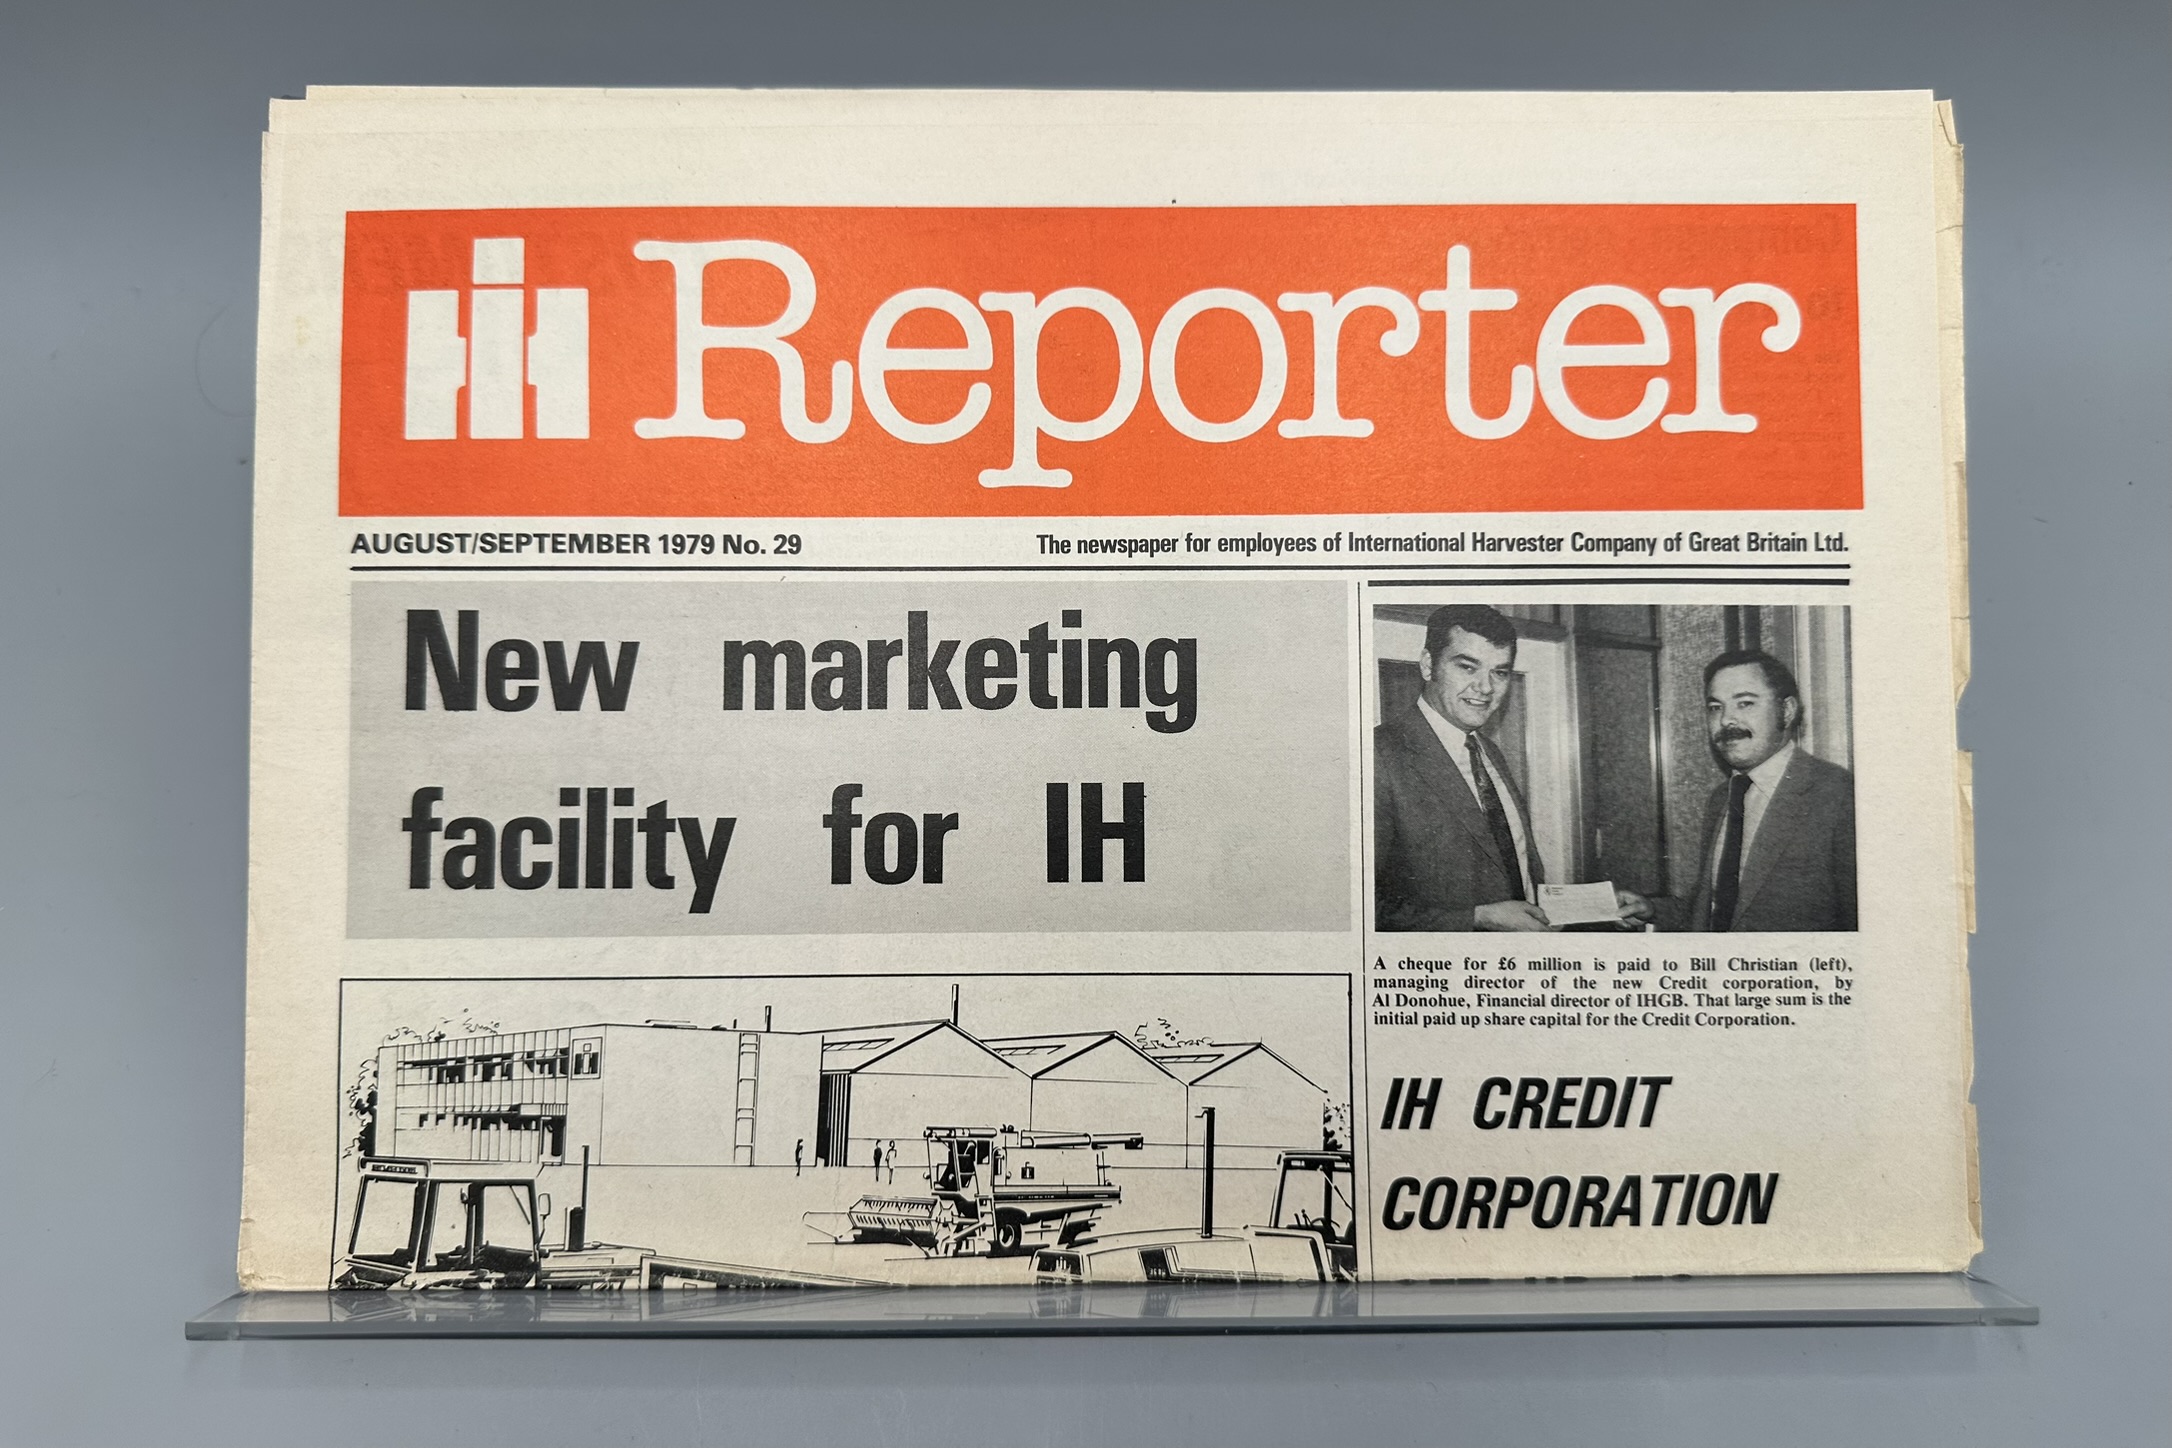 IH Reporter
AUGUST/SEPTEMBER 1979 No. 29
The newspaper for employees of International Harvester Company of Great Britain Ltd.
New marketing
facility for IH
A cheque for £6 million is paid to Bill Christian (left),
managing director of the new Credit corporation, by
Al Donohue, Financial director of IHGB. That large sum is the
initial paid up share capital for the Credit Corporation.
IH CREDIT
CORPORATION